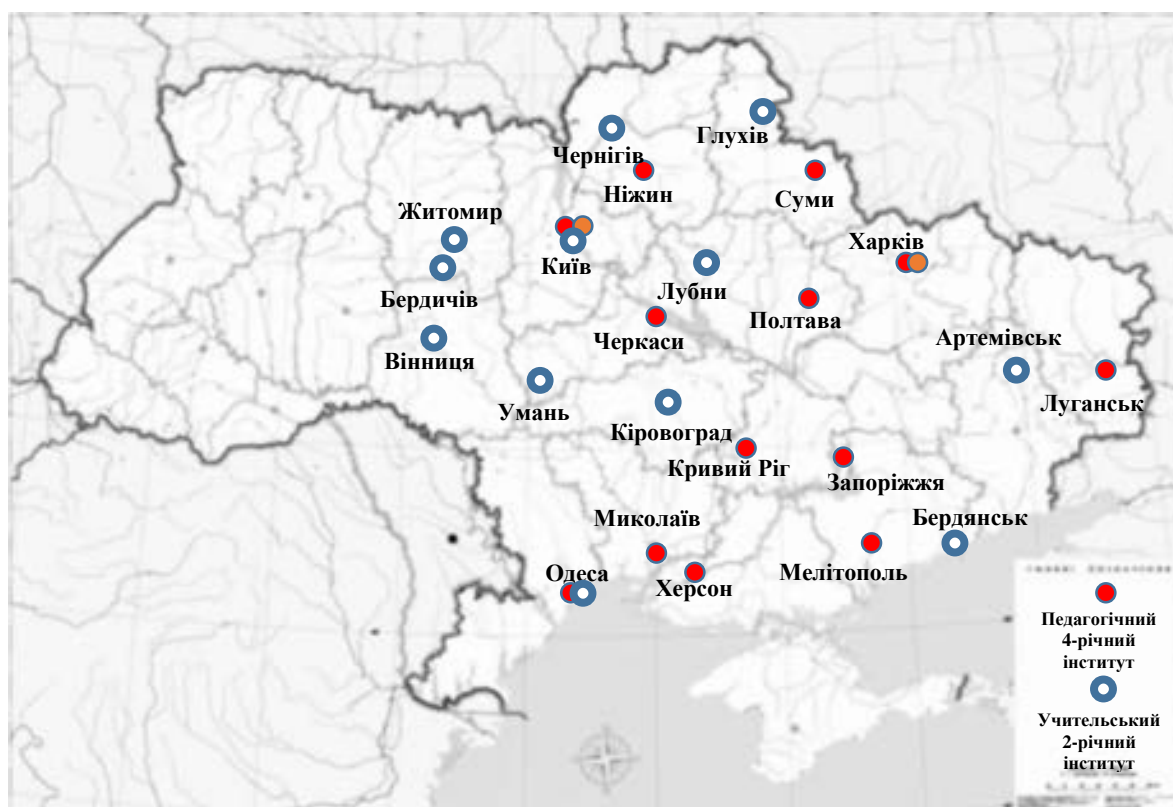 Глухів
Чернігів
Ніжин
Суми
Житомир
Харків
Київ
Лубни
Бердичів
Полтава
Черкаси
Артемівськ
Вінниця
Умань
Луганськ
Кіровоград
Кривий Ріг
Запоріжжя
Миколаїв
Бердянськ
Одеса
Мелітополь
Херсон
Педагогічний
4-річний
інститут
Учительський
2-річний
інститут